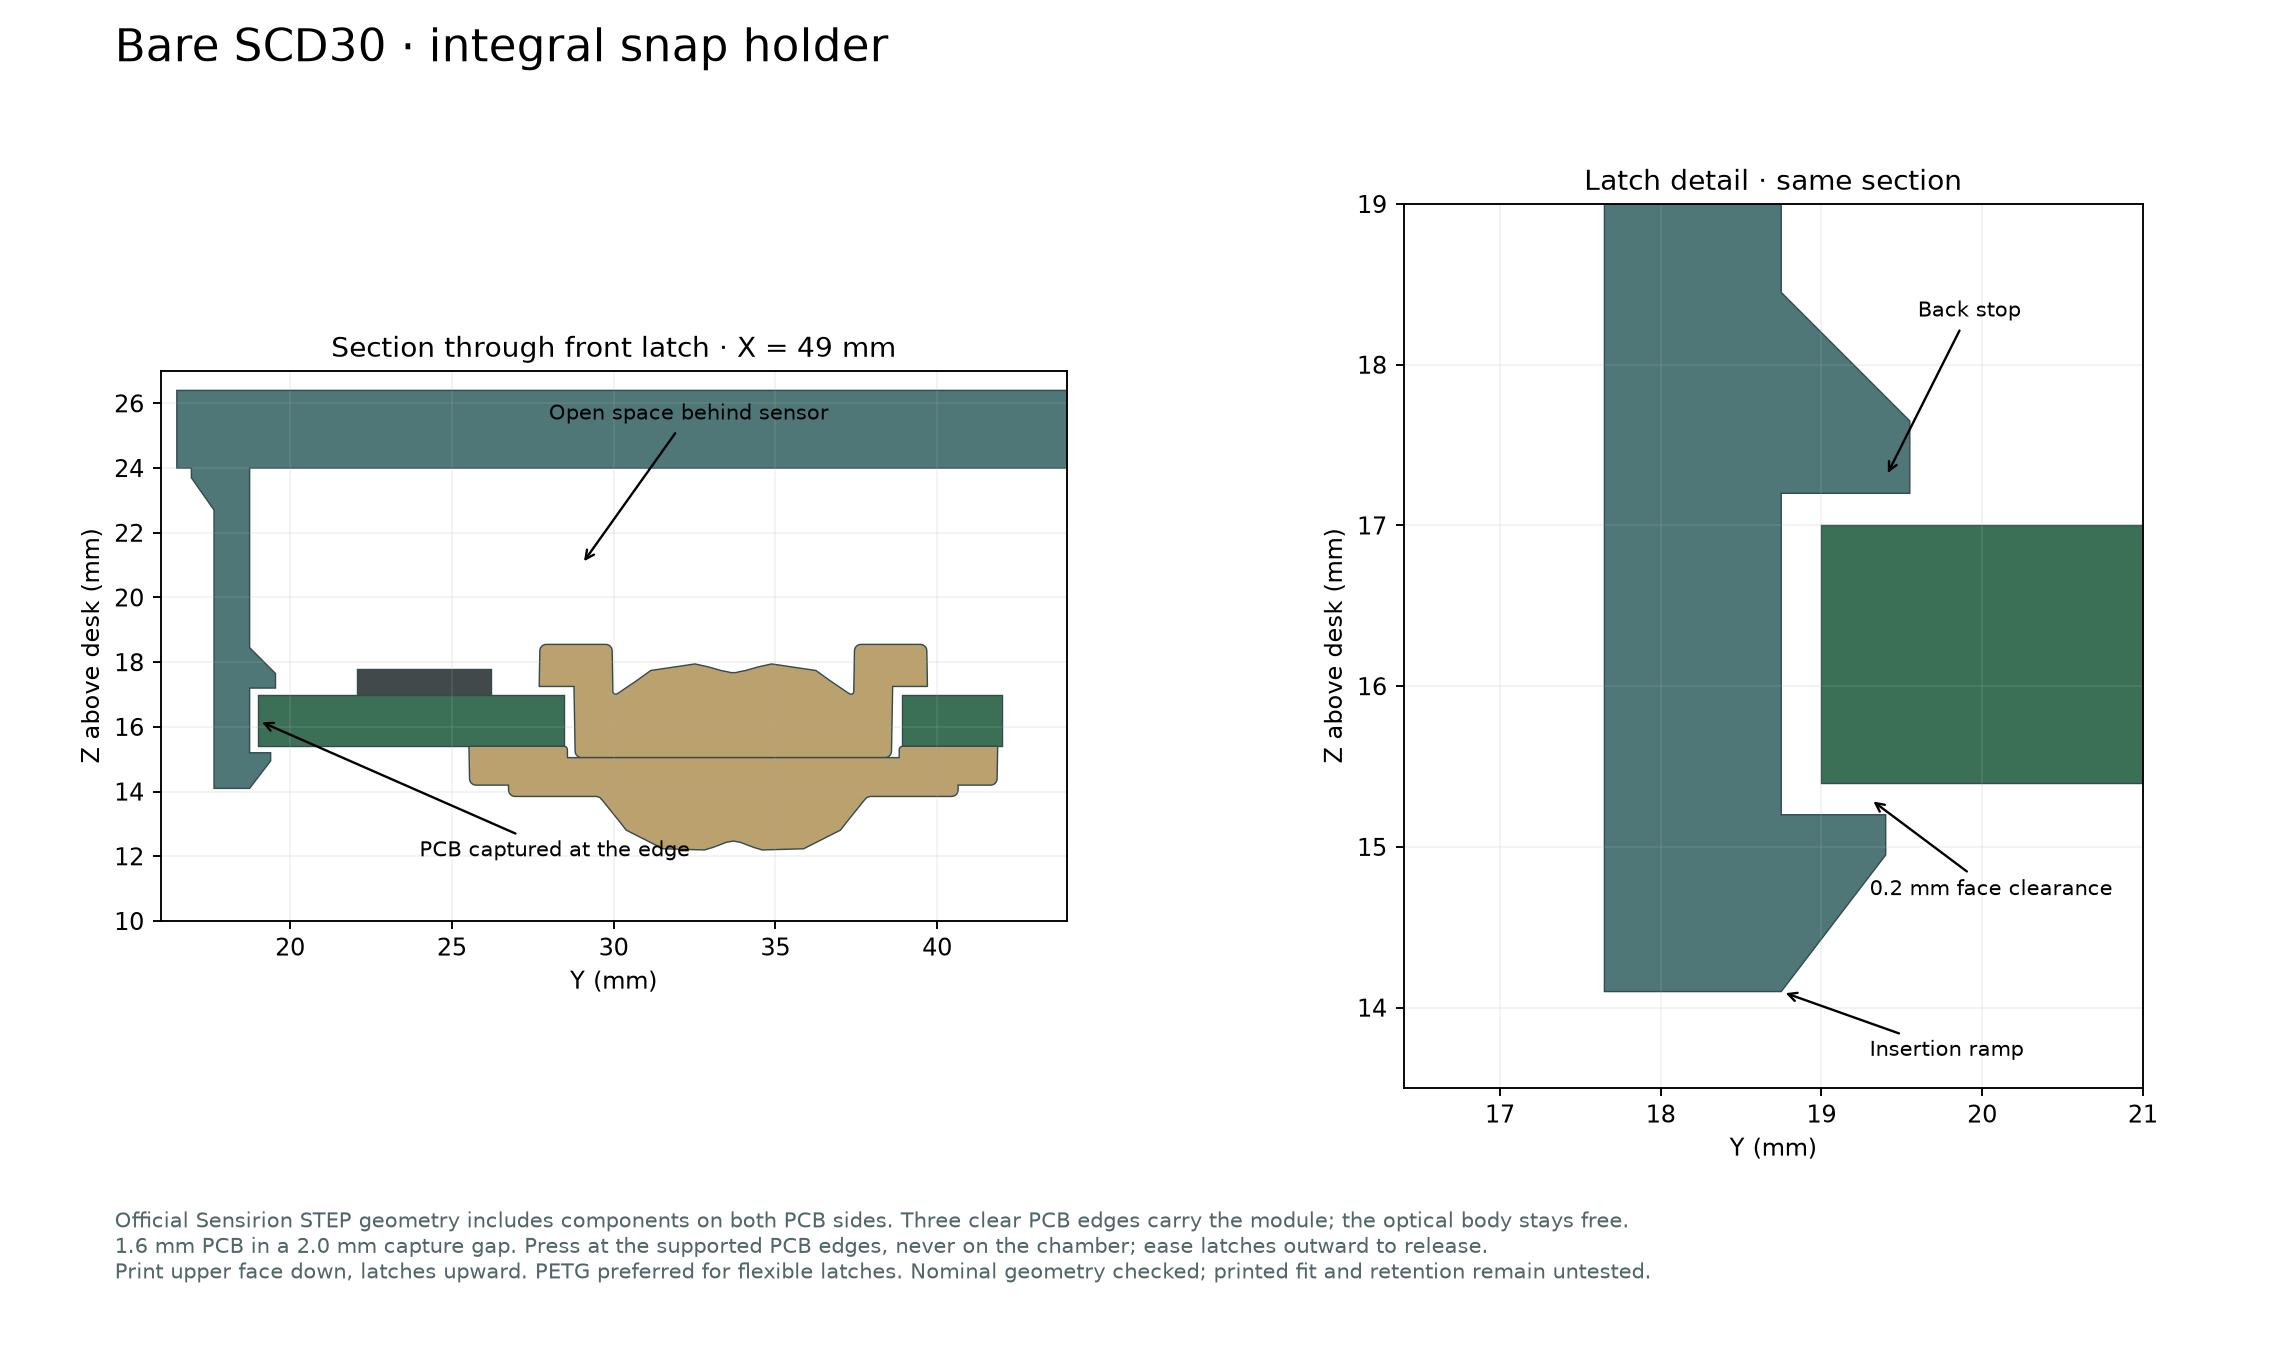 Bare SCD30 · integral snap holder
Section through front latch · X = 49 mm
26
24
22
20
18
16
14
12
10
Z above desk (mm)
Open space behind sensor
PCB captured at the edge
20
25
30
35
40
Y (mm)
Latch detail · same section
19
18
17
16
15
14
Z above desk (mm)
Back stop
0.2 mm face clearance
Insertion ramp
17
18
19
20
21
Y (mm)
Official Sensirion STEP geometry includes components on both PCB sides. Three clear PCB edges carry the module; the optical body stays free.
1.6 mm PCB in a 2.0 mm capture gap. Press at the supported PCB edges, never on the chamber; ease latches outward to release.
Print upper face down, latches upward. PETG preferred for flexible latches. Nominal geometry checked; printed fit and retention remain untested.